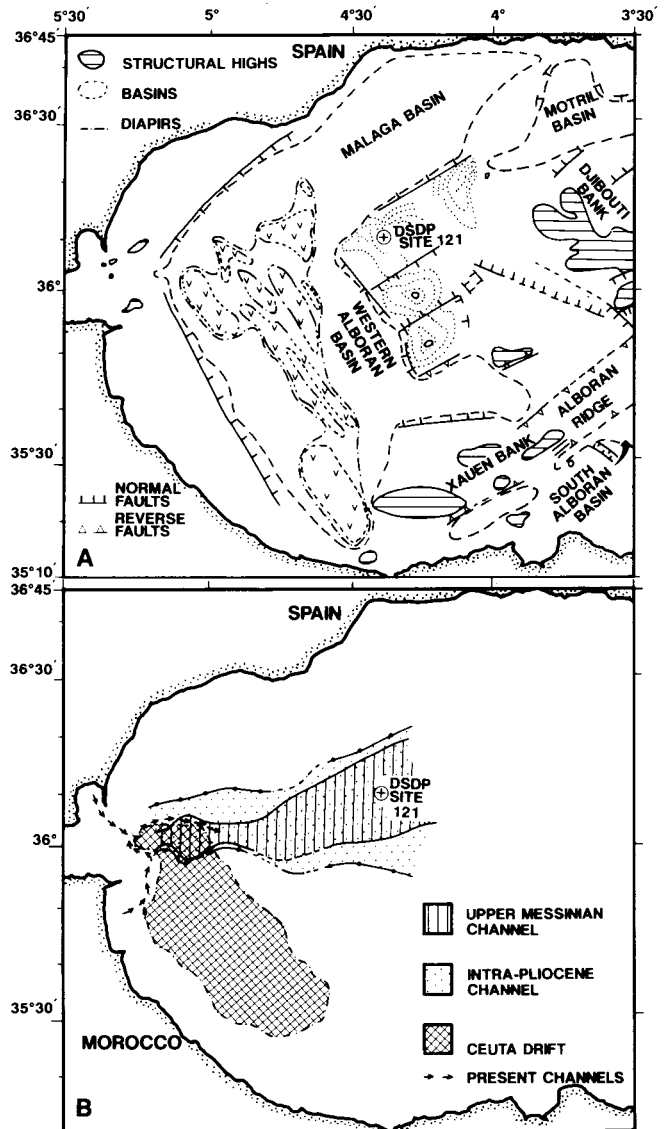 5°30′ 5° 4°30′ 4° 3°30′
36°45′
SPAIN
STRUCTURAL HIGHS
BASINS
DIAPIRS
MALAGA BASIN
MOTRIL
BASIN
36°30′
DJIBOUTI
BANK
DSDP
SITE 121
36°
WESTERN
ALBORAN
BASIN
ALBORAN
RIDGE
35°30′
XAUEN BANK
SOUTH
ALBORAN
BASIN
NORMAL
FAULTS
REVERSE
FAULTS
A
35°10′
36°45′
SPAIN
36°30′
DSDP
SITE
121
36°
UPPER MESSINIAN
CHANNEL
INTRA-PLIOCENE
CHANNEL
35°30′
MOROCCO
CEUTA DRIFT
PRESENT CHANNELS
B